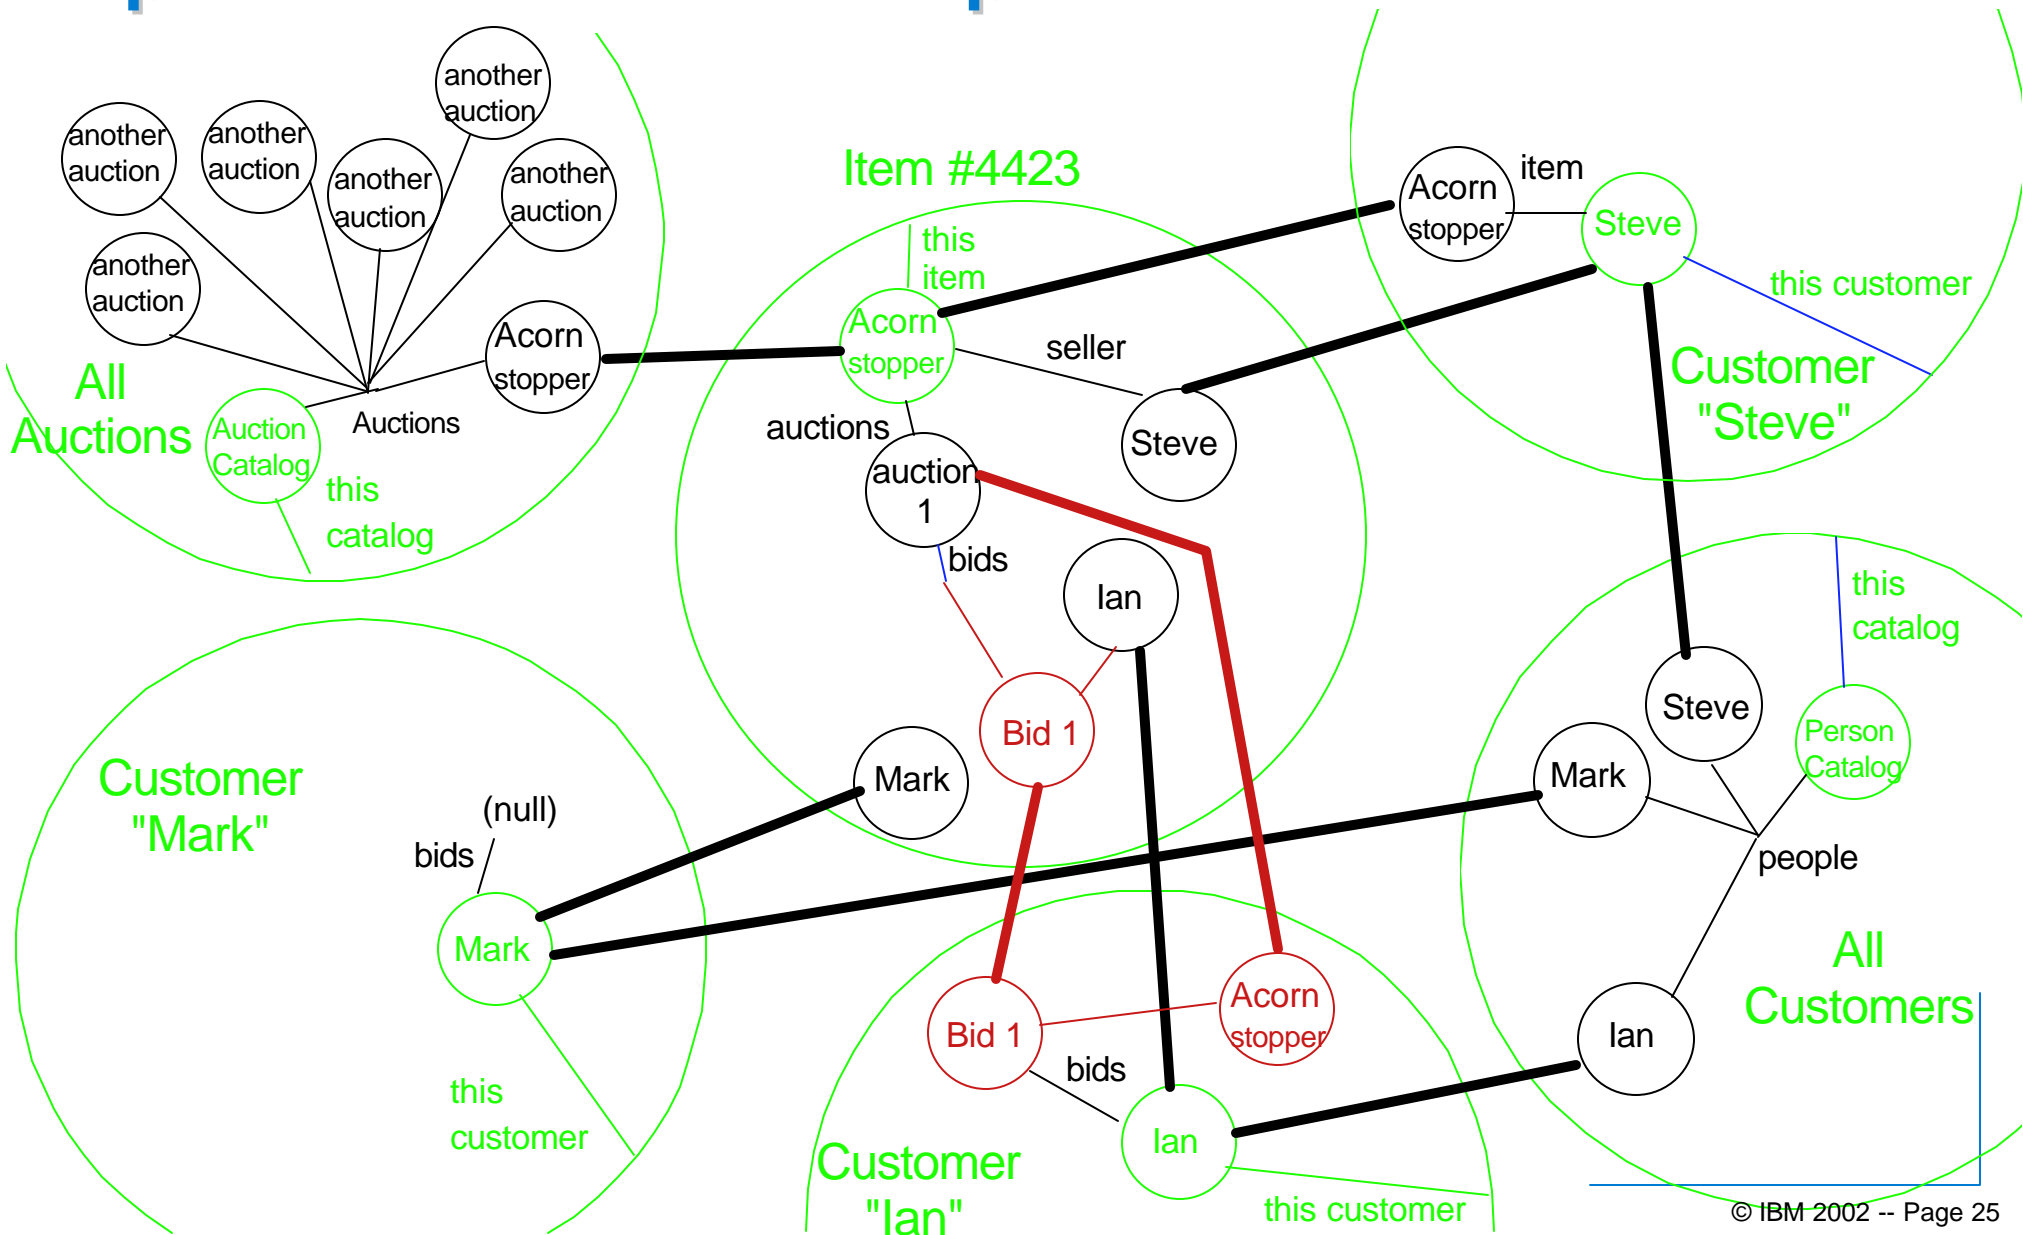 another
auction
another
auction
another
auction
another
auction
another
auction
another
auction
Acorn
stopper
All
Auctions
Auction
Catalog
Auctions
this
catalog
Item #4423
this
item
Acorn
stopper
seller
Steve
auctions
auction
1
bids
Ian
Bid 1
Mark
Acorn
stopper
item
Steve
this customer
Customer
"Steve"
this
catalog
Steve
Person
Catalog
Mark
people
Ian
All
Customers
Customer
"Mark"
(null)
bids
Mark
this
customer
Bid 1
Acorn
stopper
bids
Ian
Customer
"Ian"
this customer
© IBM 2002 -- Page 25